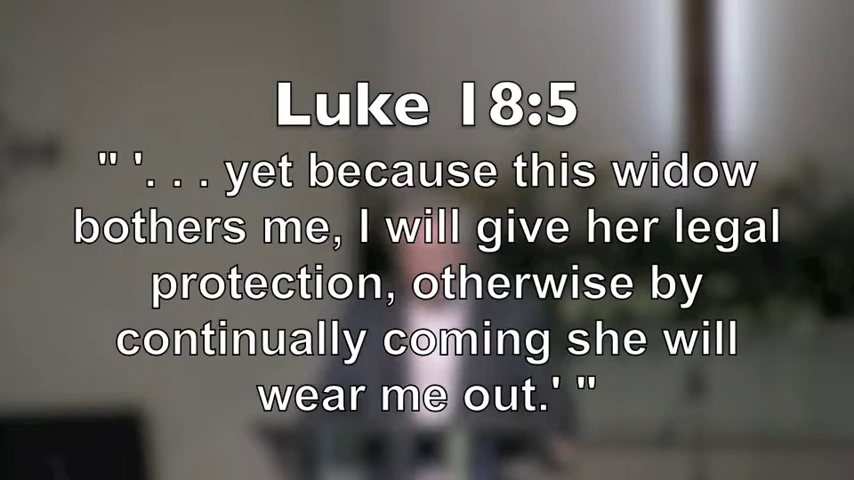 Luke 18:5
" '. . . yet because this widow
bothers me, I will give her legal
protection, otherwise by
continually coming she will
wear me out.' "